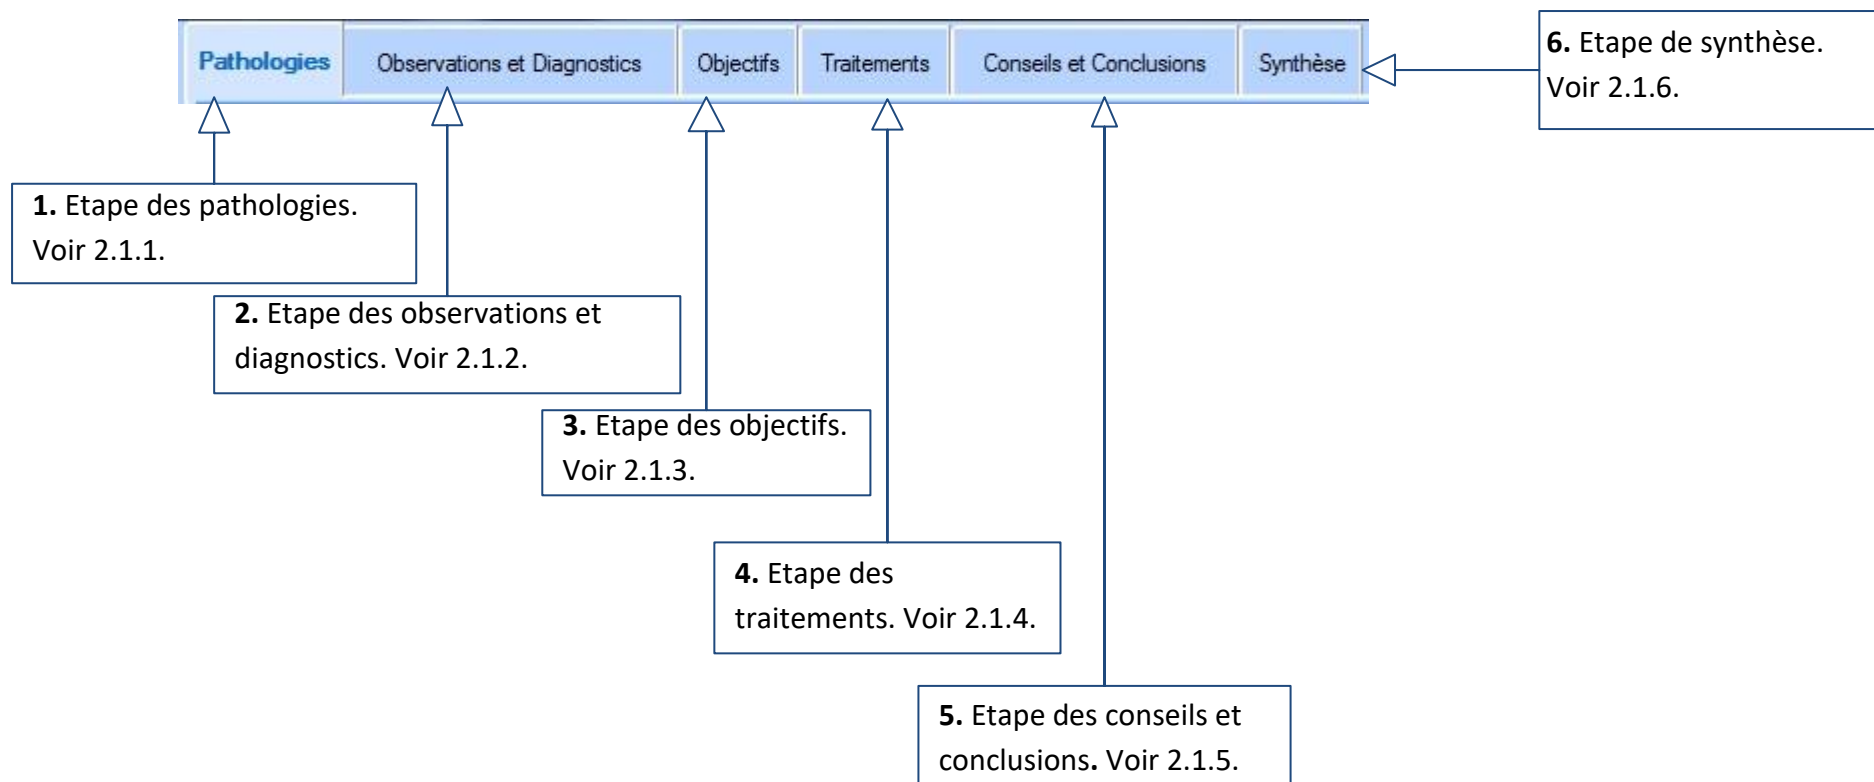 Pathologies Observations et Diagnostics Objectifs Traitements Conseils et Conclusions Synthèse
6. Etape de synthèse.
Voir 2.1.6.
1. Etape des pathologies.
Voir 2.1.1.
2. Etape des observations et
diagnostics. Voir 2.1.2.
3. Etape des objectifs.
Voir 2.1.3.
4. Etape des
traitements. Voir 2.1.4.
5. Etape des conseils et
conclusions. Voir 2.1.5.